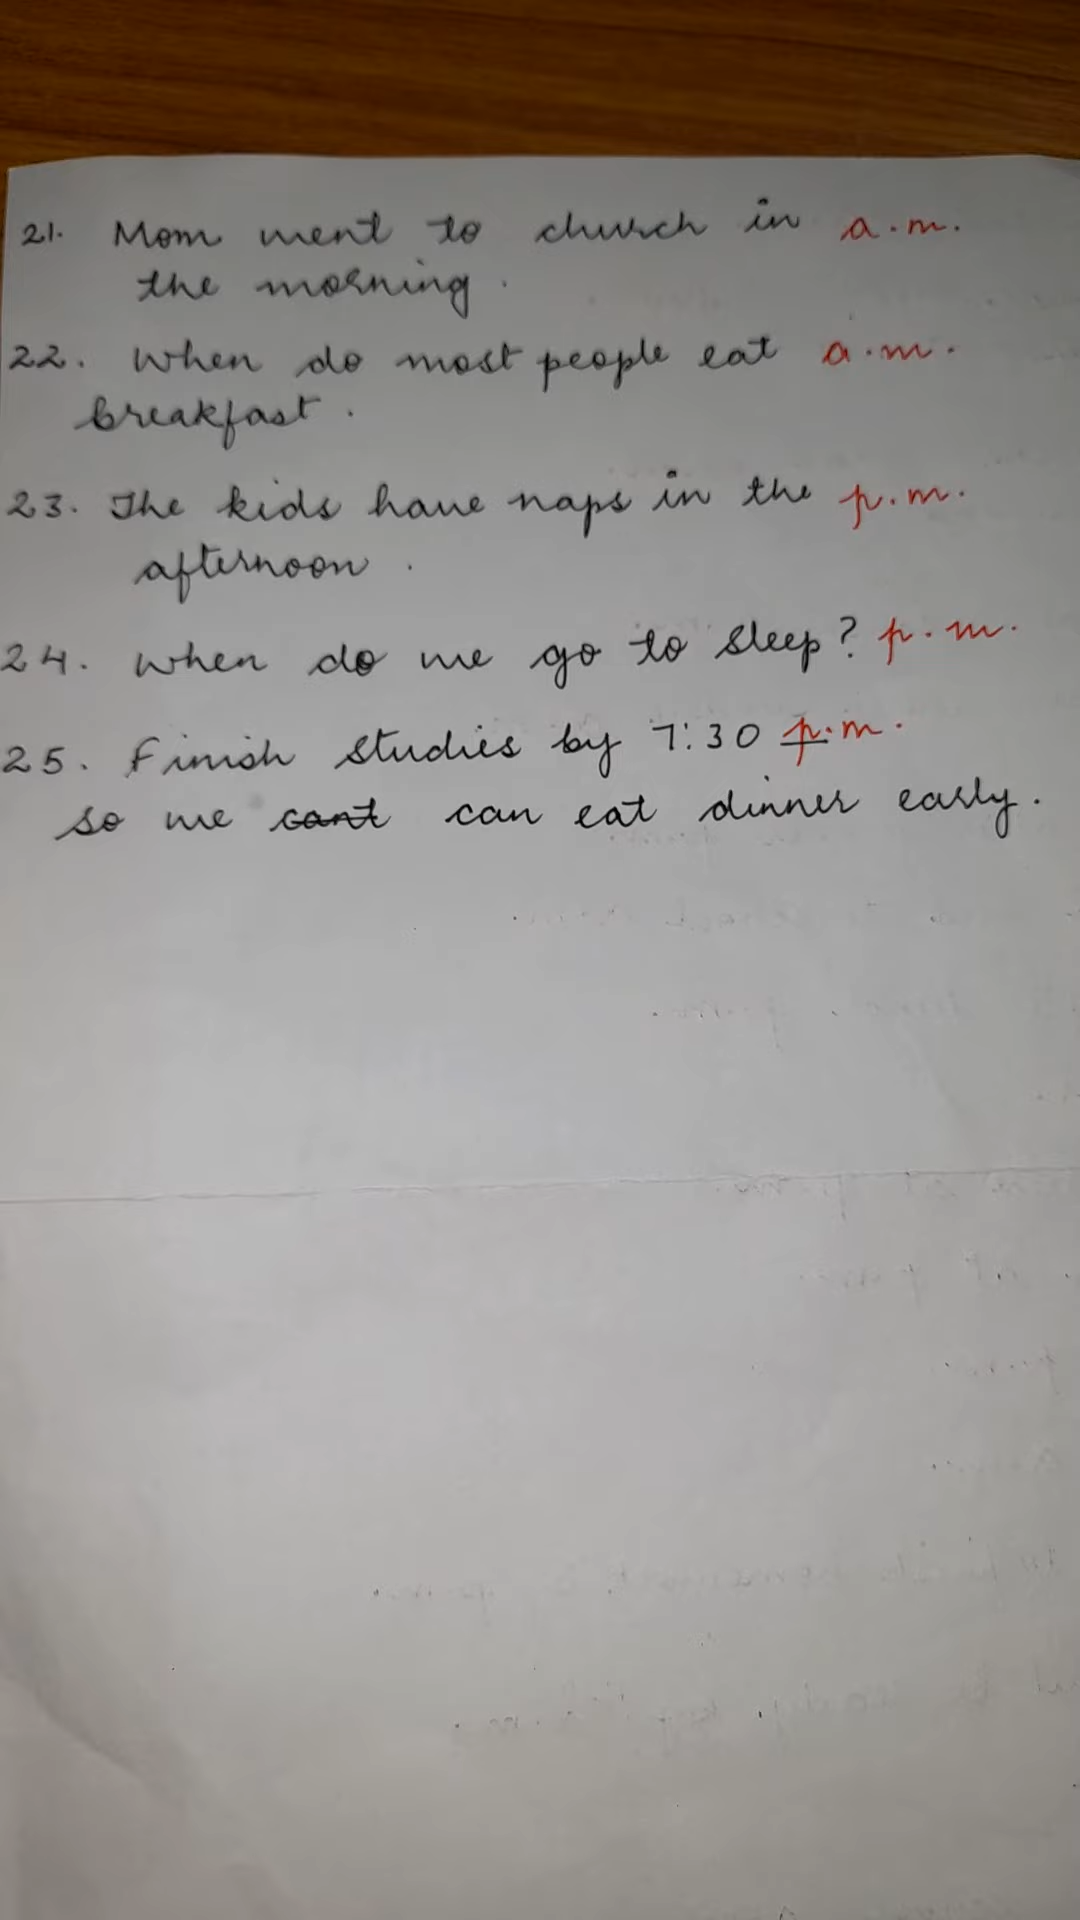 21. Mom went to church in a.m.
the morning.
22. When do most people eat a.m.
breakfast.
23. The kids have naps in the p.m.
afternoon.
24. When do we go to sleep? p.m.
25. Finish studies by 7:30 p.m.
so we cant can eat dinner early.